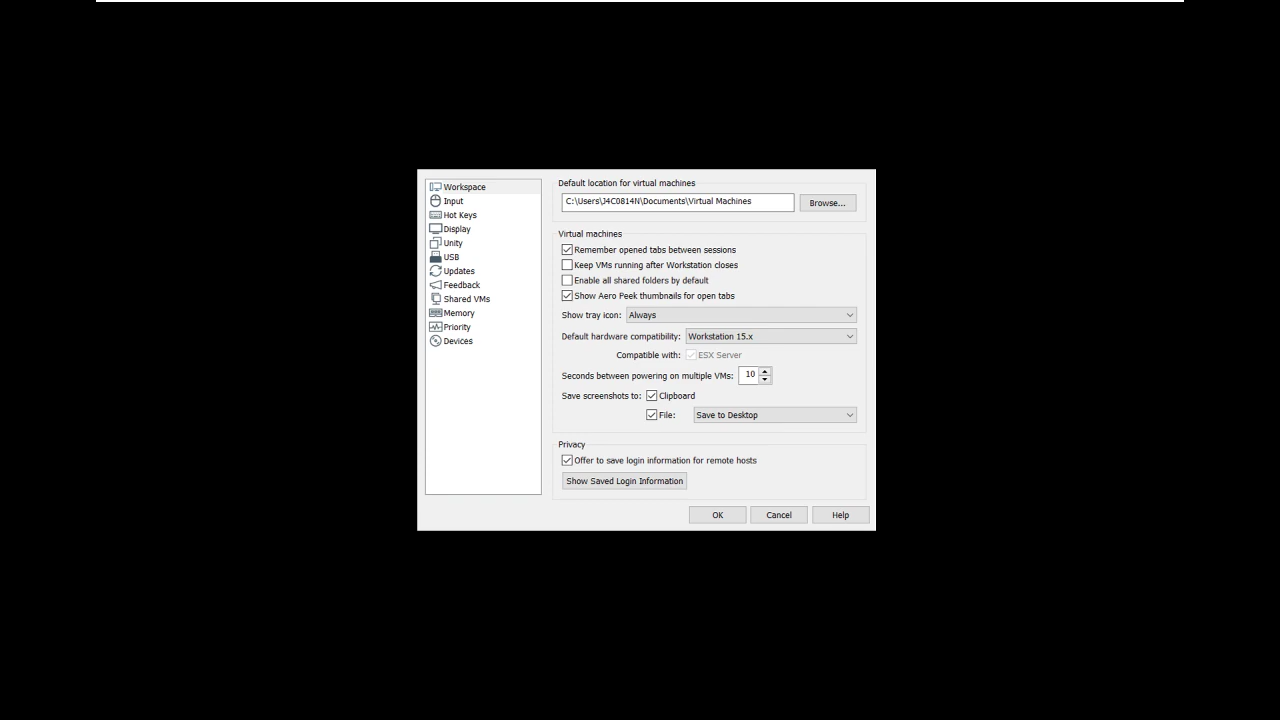 Workspace
Input
Hot Keys
Display
Unity
USB
Updates
Feedback
Shared VMs
Memory
Priority
Devices
Default location for virtual machines
C:\Users\J4C0814N\Documents\Virtual Machines
Browse...
Virtual machines
Remember opened tabs between sessions
Keep VMs running after Workstation closes
Enable all shared folders by default
Show Aero Peek thumbnails for open tabs
Show tray icon: Always
Default hardware compatibility: Workstation 15.x
Compatible with: ESX Server
Seconds between powering on multiple VMs: 10
Save screenshots to: Clipboard
File: Save to Desktop
Privacy
Offer to save login information for remote hosts
Show Saved Login Information
OK Cancel Help